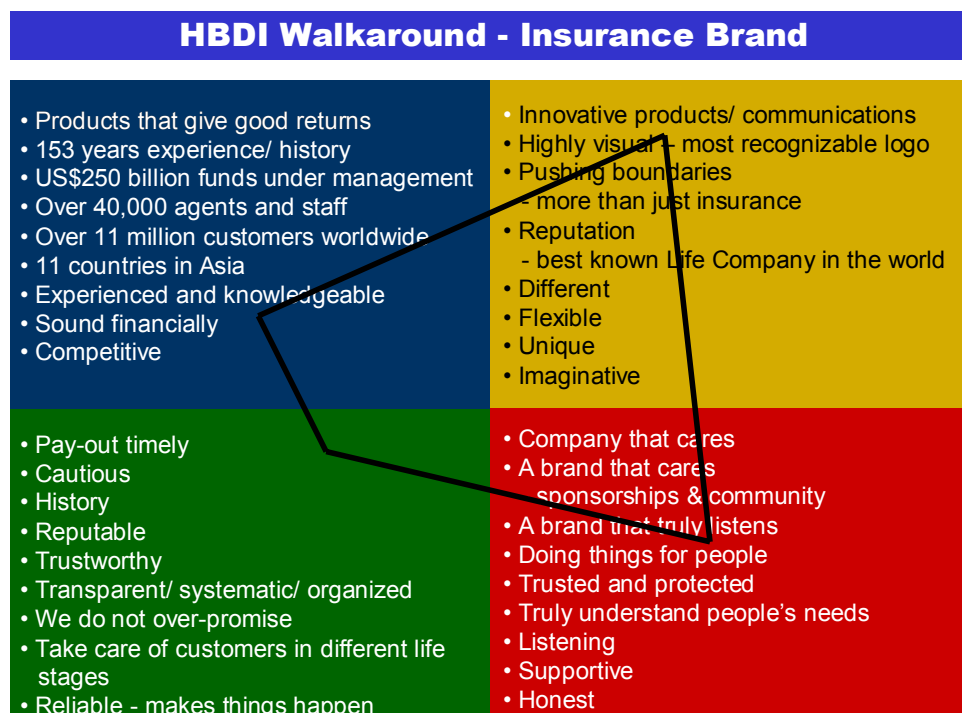 HBDI Walkaround - Insurance Brand
• Products that give good returns
• 153 years experience/ history
• US$250 billion funds under management
• Over 40,000 agents and staff
• Over 11 million customers worldwide
• 11 countries in Asia
• Experienced and knowledgeable
• Sound financially
• Competitive
• Innovative products/ communications
• Highly visual – most recognizable logo
• Pushing boundaries
- more than just insurance
• Reputation
- best known Life Company in the world
• Different
• Flexible
• Unique
• Imaginative
• Pay-out timely
• Cautious
• History
• Reputable
• Trustworthy
• Transparent/ systematic/ organized
• We do not over-promise
• Take care of customers in different life
stages
• Reliable - makes things happen
• Company that cares
• A brand that cares
sponsorships & community
• A brand that truly listens
• Doing things for people
• Trusted and protected
• Truly understand people's needs
• Listening
• Supportive
• Honest